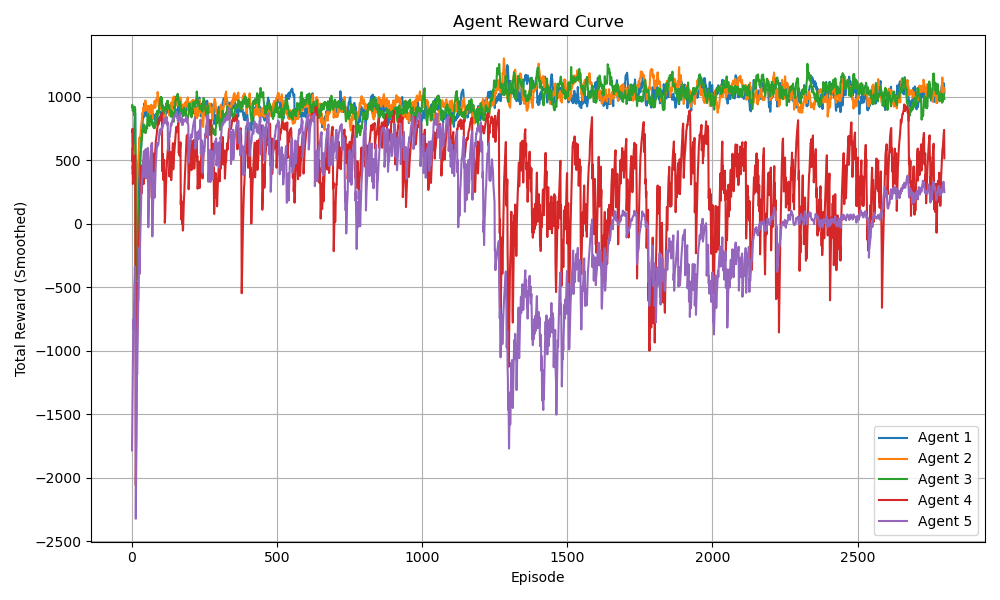 Agent Reward Curve
Total Reward (Smoothed)
1000
500
0
−500
−1000
−1500
−2000
−2500
0
500
1000
1500
2000
2500
Episode
Agent 1
Agent 2
Agent 3
Agent 4
Agent 5